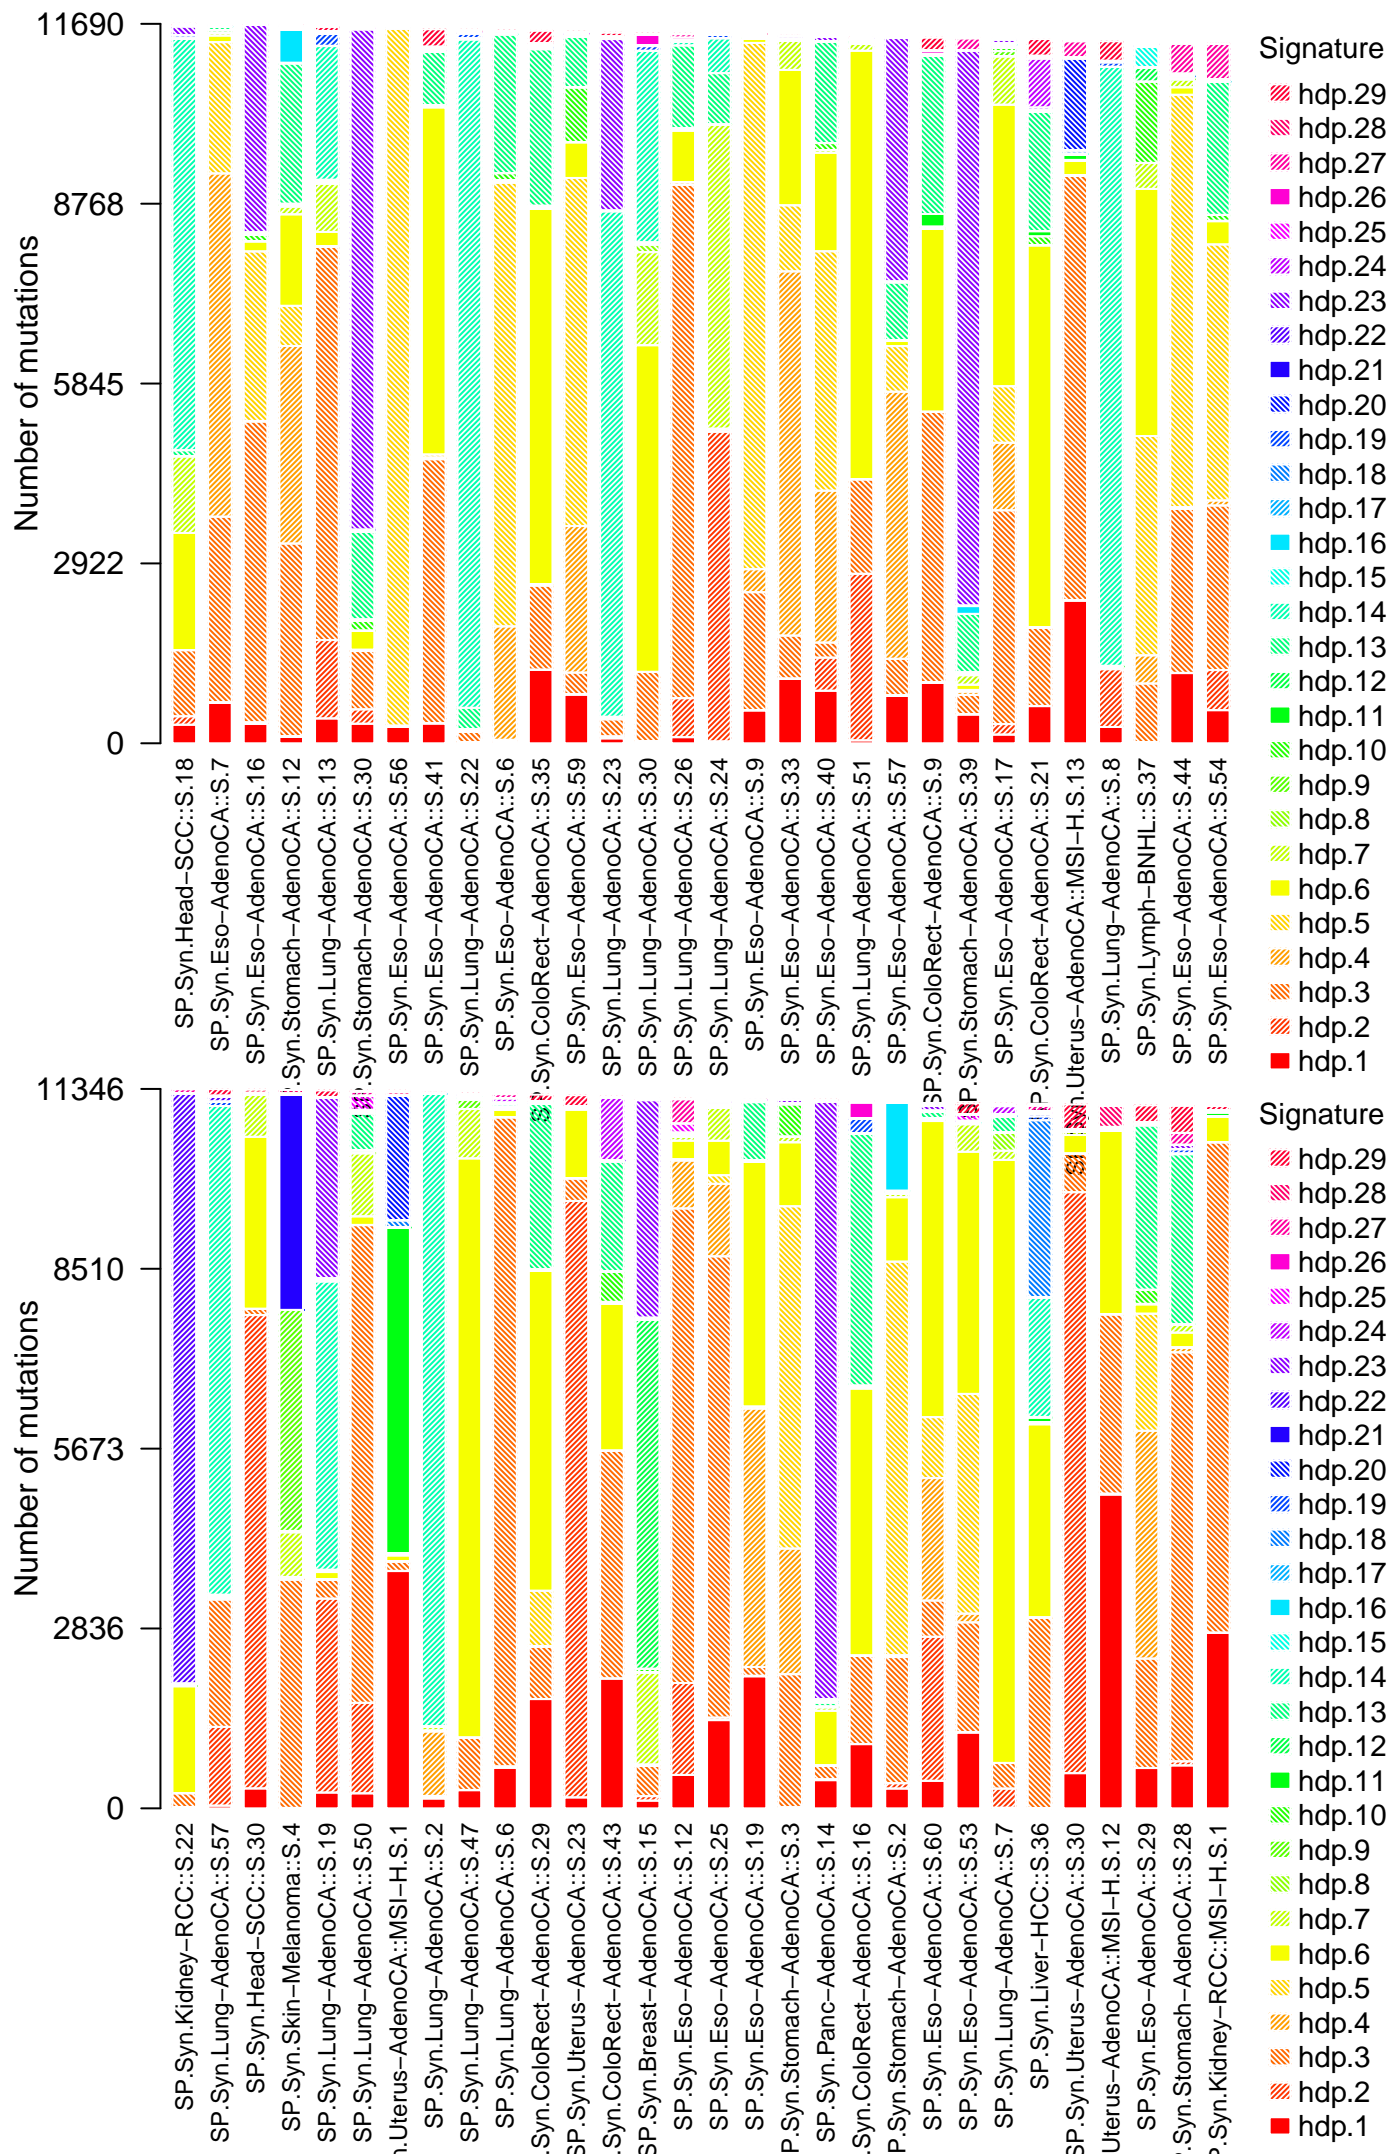 Number of mutations
11690
8768
5845
2922
0
SP.Syn.Head−SCC::S.18
SP.Syn.Eso−AdenoCA::S.7
SP.Syn.Eso−AdenoCA::S.16
.Syn.Stomach−AdenoCA::S.12
SP.Syn.Lung−AdenoCA::S.13
SP.Syn.Stomach−AdenoCA::S.30
SP.Syn.Eso−AdenoCA::S.56
SP.Syn.Eso−AdenoCA::S.41
SP.Syn.Lung−AdenoCA::S.22
SP.Syn.Eso−AdenoCA::S.6
SP.Syn.ColoRect−AdenoCA::S.35
SP.Syn.Eso−AdenoCA::S.59
SP.Syn.Lung−AdenoCA::S.23
SP.Syn.Breast−AdenoCA::S.30
SP.Syn.Lung−AdenoCA::S.26
SP.Syn.Lung−AdenoCA::S.24
SP.Syn.Eso−AdenoCA::S.9
SP.Syn.Eso−AdenoCA::S.33
SP.Syn.Eso−AdenoCA::S.40
SP.Syn.Lung−AdenoCA::S.51
SP.Syn.Eso−AdenoCA::S.57
SP.Syn.ColoRect−AdenoCA::S.9
SP.Syn.Stomach−AdenoCA::S.39
SP.Syn.Eso−AdenoCA::S.17
SP.Syn.ColoRect−AdenoCA::S.21
Syn.Uterus−AdenoCA::MSI−H.S.13
SP.Syn.Lung−AdenoCA::S.8
SP.Syn.Lymph−BNHL::S.37
SP.Syn.Eso−AdenoCA::S.44
SP.Syn.Eso−AdenoCA::S.54
Signature
hdp.29
hdp.28
hdp.27
hdp.26
hdp.25
hdp.24
hdp.23
hdp.22
hdp.21
hdp.20
hdp.19
hdp.18
hdp.17
hdp.16
hdp.15
hdp.14
hdp.13
hdp.12
hdp.11
hdp.10
hdp.9
hdp.8
hdp.7
hdp.6
hdp.5
hdp.4
hdp.3
hdp.2
hdp.1
Number of mutations
11346
8510
5673
2836
0
SP.Syn.Kidney−RCC::S.22
SP.Syn.Lung−AdenoCA::S.57
SP.Syn.Head−SCC::S.30
SP.Syn.Skin−Melanoma::S.4
SP.Syn.Lung−AdenoCA::S.19
SP.Syn.Lung−AdenoCA::S.50
n.Uterus−AdenoCA::MSI−H.S.1
SP.Syn.Lung−AdenoCA::S.2
SP.Syn.Lung−AdenoCA::S.47
SP.Syn.Lung−AdenoCA::S.6
.Syn.ColoRect−AdenoCA::S.29
SP.Syn.Uterus−AdenoCA::S.23
.Syn.ColoRect−AdenoCA::S.43
SP.Syn.Breast−AdenoCA::S.15
SP.Syn.Eso−AdenoCA::S.12
SP.Syn.Eso−AdenoCA::S.25
SP.Syn.Eso−AdenoCA::S.19
P.Syn.Stomach−AdenoCA::S.3
SP.Syn.Panc−AdenoCA::S.14
.Syn.ColoRect−AdenoCA::S.16
P.Syn.Stomach−AdenoCA::S.2
SP.Syn.Eso−AdenoCA::S.60
SP.Syn.Eso−AdenoCA::S.53
SP.Syn.Lung−AdenoCA::S.7
SP.Syn.Liver−HCC::S.36
SP.Syn.Uterus−AdenoCA::S.30
Uterus−AdenoCA::MSI−H.S.12
SP.Syn.Eso−AdenoCA::S.29
.Syn.Stomach−AdenoCA::S.28
P.Syn.Kidney−RCC::MSI−H.S.1
Signature
hdp.29
hdp.28
hdp.27
hdp.26
hdp.25
hdp.24
hdp.23
hdp.22
hdp.21
hdp.20
hdp.19
hdp.18
hdp.17
hdp.16
hdp.15
hdp.14
hdp.13
hdp.12
hdp.11
hdp.10
hdp.9
hdp.8
hdp.7
hdp.6
hdp.5
hdp.4
hdp.3
hdp.2
hdp.1